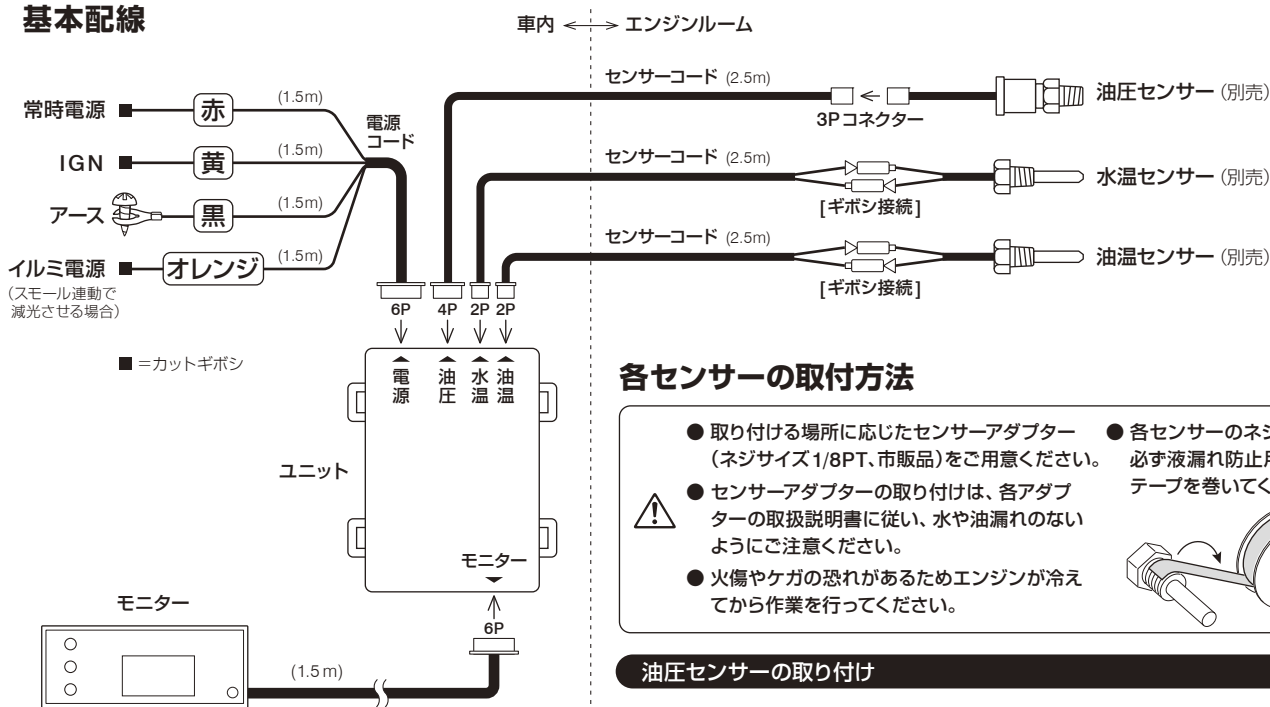 基本配線
車内 エンジンルーム
常時電源 赤 (1.5m)
IGN 黄 (1.5m)
アース 黒 (1.5m)
イルミ電源 オレンジ (1.5m)
(スモール連動で
減光させる場合)
■=カットギボシ
電源
コード
センサーコード (2.5m)
3Pコネクター
油圧センサー (別売)
センサーコード (2.5m)
[ギボシ接続]
水温センサー (別売)
センサーコード (2.5m)
[ギボシ接続]
油温センサー (別売)
6P 4P 2P 2P
電源 油圧 水温 油温
ユニット
モニター
6P
モニター
(1.5m)
各センサーの取付方法
● 取り付ける場所に応じたセンサーアダプター
(ネジサイズ1/8PT、市販品)をご用意ください。
● センサーアダプターの取り付けは、各アダプ
ターの取扱説明書に従い、水や油漏れのない
ようにご注意ください。
● 火傷やケガの恐れがあるためエンジンが冷え
てから作業を行ってください。
● 各センサーのネジ
必ず液漏れ防止用
テープを巻いてく
油圧センサーの取り付け